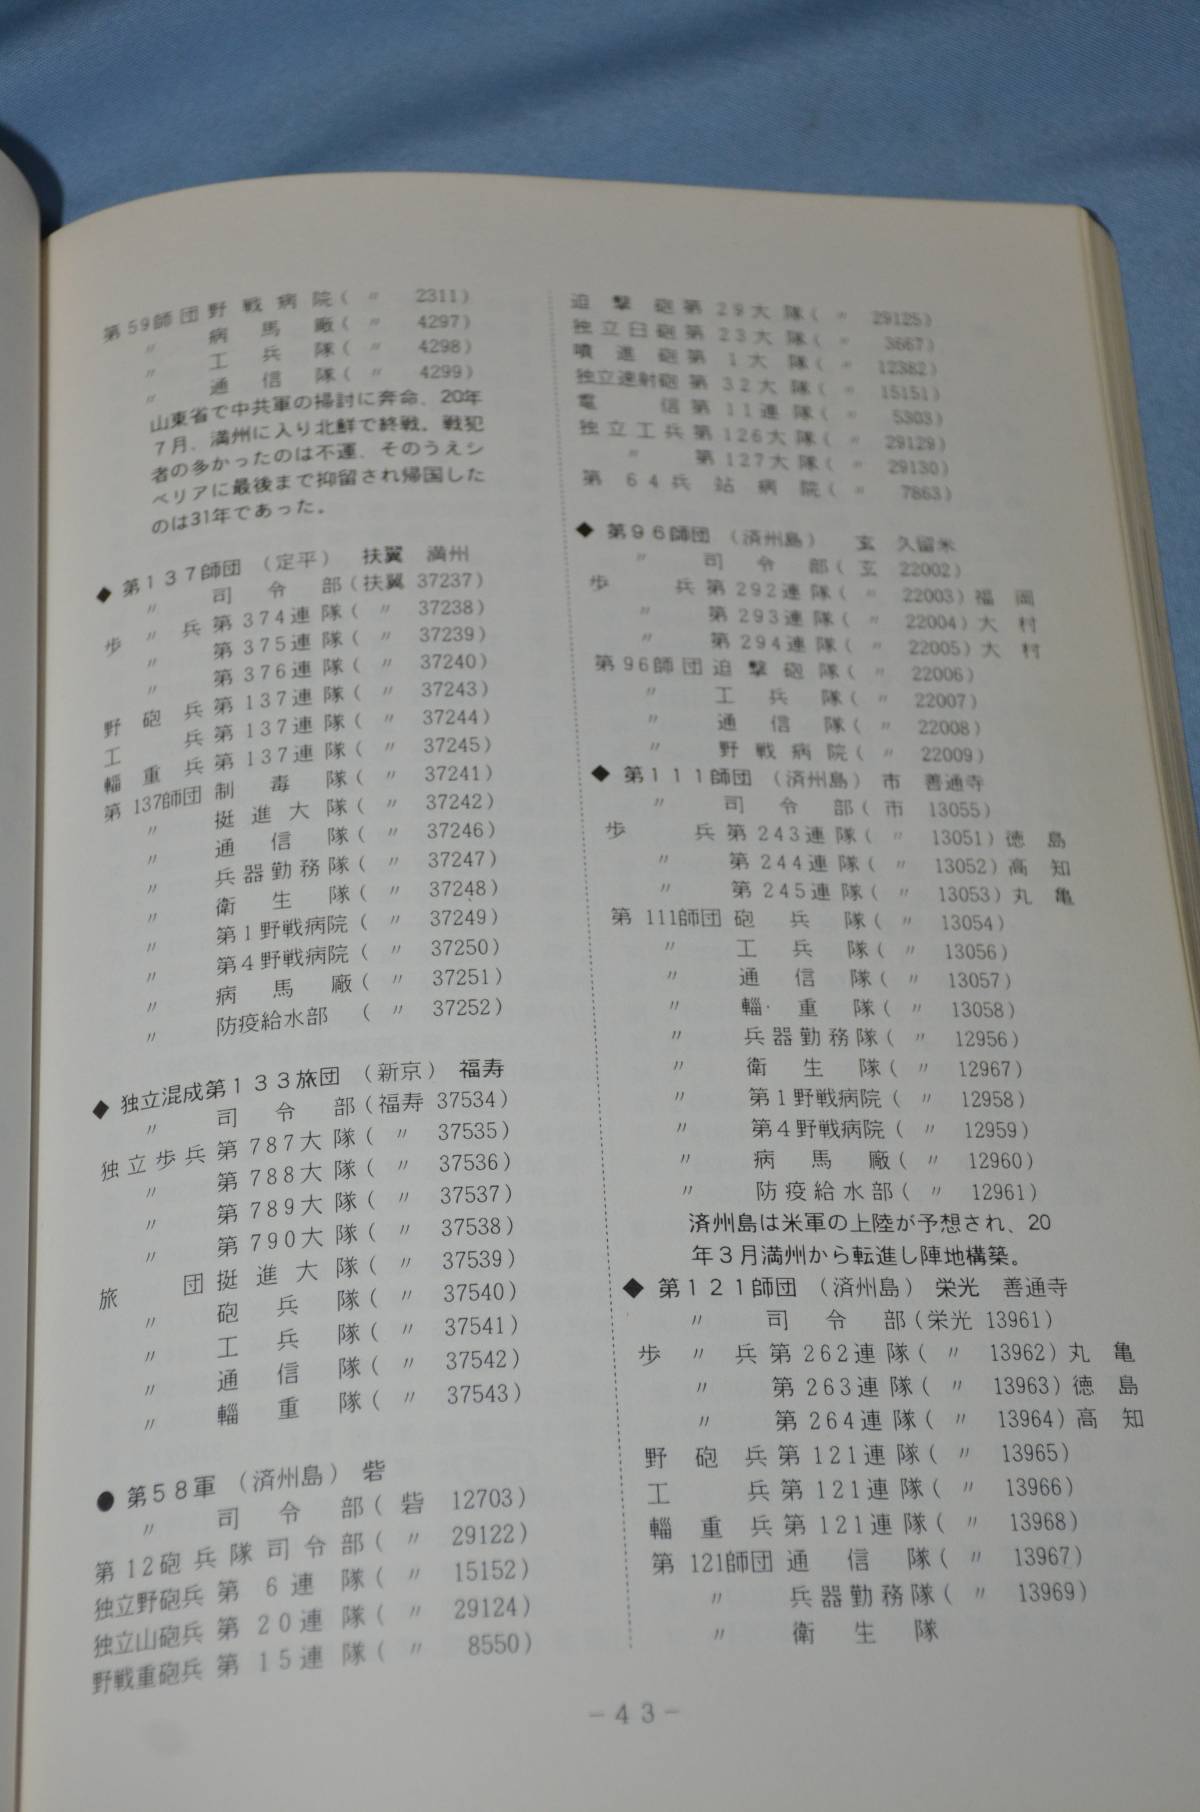 第59師団野戦病院(〃 2311)
〃 病馬廠(〃 4297)
〃 工兵隊(〃 4298)
〃 通信隊(〃 4299)
山東省で中共軍の掃討に奔命、20年
7月、満州に入り北鮮で終戦。戦犯
者の多かったのは不運、そのうえシ
ベリアに最後まで抑留され帰国した
のは31年であった。
◆ 第137師団 (定平) 扶翼 満州
〃 司令部(扶翼 37237)
歩〃兵第374連隊(〃 37238)
〃 第375連隊(〃 37239)
〃 第376連隊(〃 37240)
野砲兵第137連隊(〃 37243)
工兵第137連隊(〃 37244)
輜重兵第137連隊(〃 37245)
第137師団制毒隊(〃 37241)
〃 挺進大隊(〃 37242)
〃 通信隊(〃 37246)
〃 兵器勤務隊(〃 37247)
〃 衛生隊(〃 37248)
〃 第1野戦病院(〃 37249)
〃 第4野戦病院(〃 37250)
〃 病馬廠(〃 37251)
〃 防疫給水部(〃 37252)
◆ 独立混成第133旅団 (新京) 福寿
〃 司令部(福寿 37534)
独立歩兵第787大隊(〃 37535)
〃 第788大隊(〃 37536)
〃 第789大隊(〃 37537)
〃 第790大隊(〃 37538)
旅団挺進大隊(〃 37539)
〃 砲兵隊(〃 37540)
〃 工兵隊(〃 37541)
〃 通信隊(〃 37542)
〃 輜重隊(〃 37543)
● 第58軍 (済州島) 砦
〃 司令部(砦 12703)
第12砲兵隊司令部(〃 29122)
独立野砲兵第6連隊(〃 15152)
独立山砲兵第20連隊(〃 29124)
野戦重砲兵第15連隊(〃 8550)
迫撃砲第29大隊(〃 29125)
独立臼砲第23大隊(〃 3667)
噴進砲第1大隊(〃 12382)
独立速射砲第32大隊(〃 15151)
電信第11連隊(〃 5303)
独立工兵第126大隊(〃 29129)
〃 第127大隊(〃 29130)
第64兵站病院(〃 7863)
◆ 第96師団 (済州島) 玄 久留米
〃 司令部(玄 22002)
歩兵第292連隊(〃 22003)福岡
〃 第293連隊(〃 22004)大村
〃 第294連隊(〃 22005)大村
第96師団迫撃砲隊(〃 22006)
〃 工兵隊(〃 22007)
〃 通信隊(〃 22008)
〃 野戦病院(〃 22009)
◆ 第111師団 (済州島) 市 善通寺
〃 司令部(市 13055)
歩兵第243連隊(〃 13051)徳島
〃 第244連隊(〃 13052)高知
〃 第245連隊(〃 13053)丸亀
第111師団砲兵隊(〃 13054)
〃 工兵隊(〃 13056)
〃 通信隊(〃 13057)
〃 輜・重隊(〃 13058)
〃 兵器勤務隊(〃 12956)
〃 衛生隊(〃 12967)
〃 第1野戦病院(〃 12958)
〃 第4野戦病院(〃 12959)
〃 病馬廠(〃 12960)
〃 防疫給水部(〃 12961)
済州島は米軍の上陸が予想され、20
年3月満州から転進し陣地構築。
◆ 第121師団 (済州島) 栄光 善通寺
〃 司令部(栄光 13961)
歩〃兵第262連隊(〃 13962)丸亀
〃 第263連隊(〃 13963)徳島
〃 第264連隊(〃 13964)高知
野砲兵第121連隊(〃 13965)
工兵第121連隊(〃 13966)
輜重兵第121連隊(〃 13968)
第121師団通信隊(〃 13967)
〃 兵器勤務隊(〃 13969)
〃 衛生隊
-43-